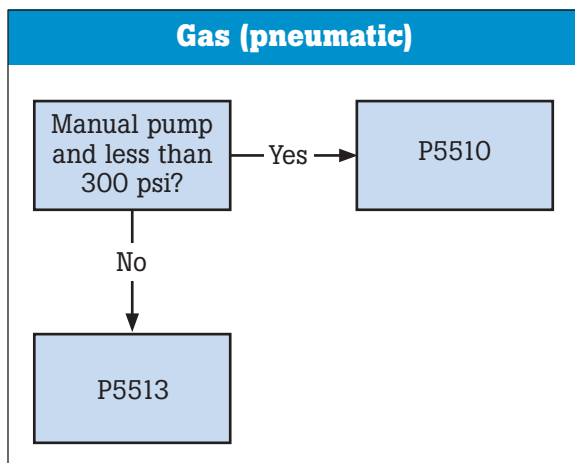 Gas (pneumatic)
Manual pump
and less than
300 psi?
Yes
P5510
No
P5513